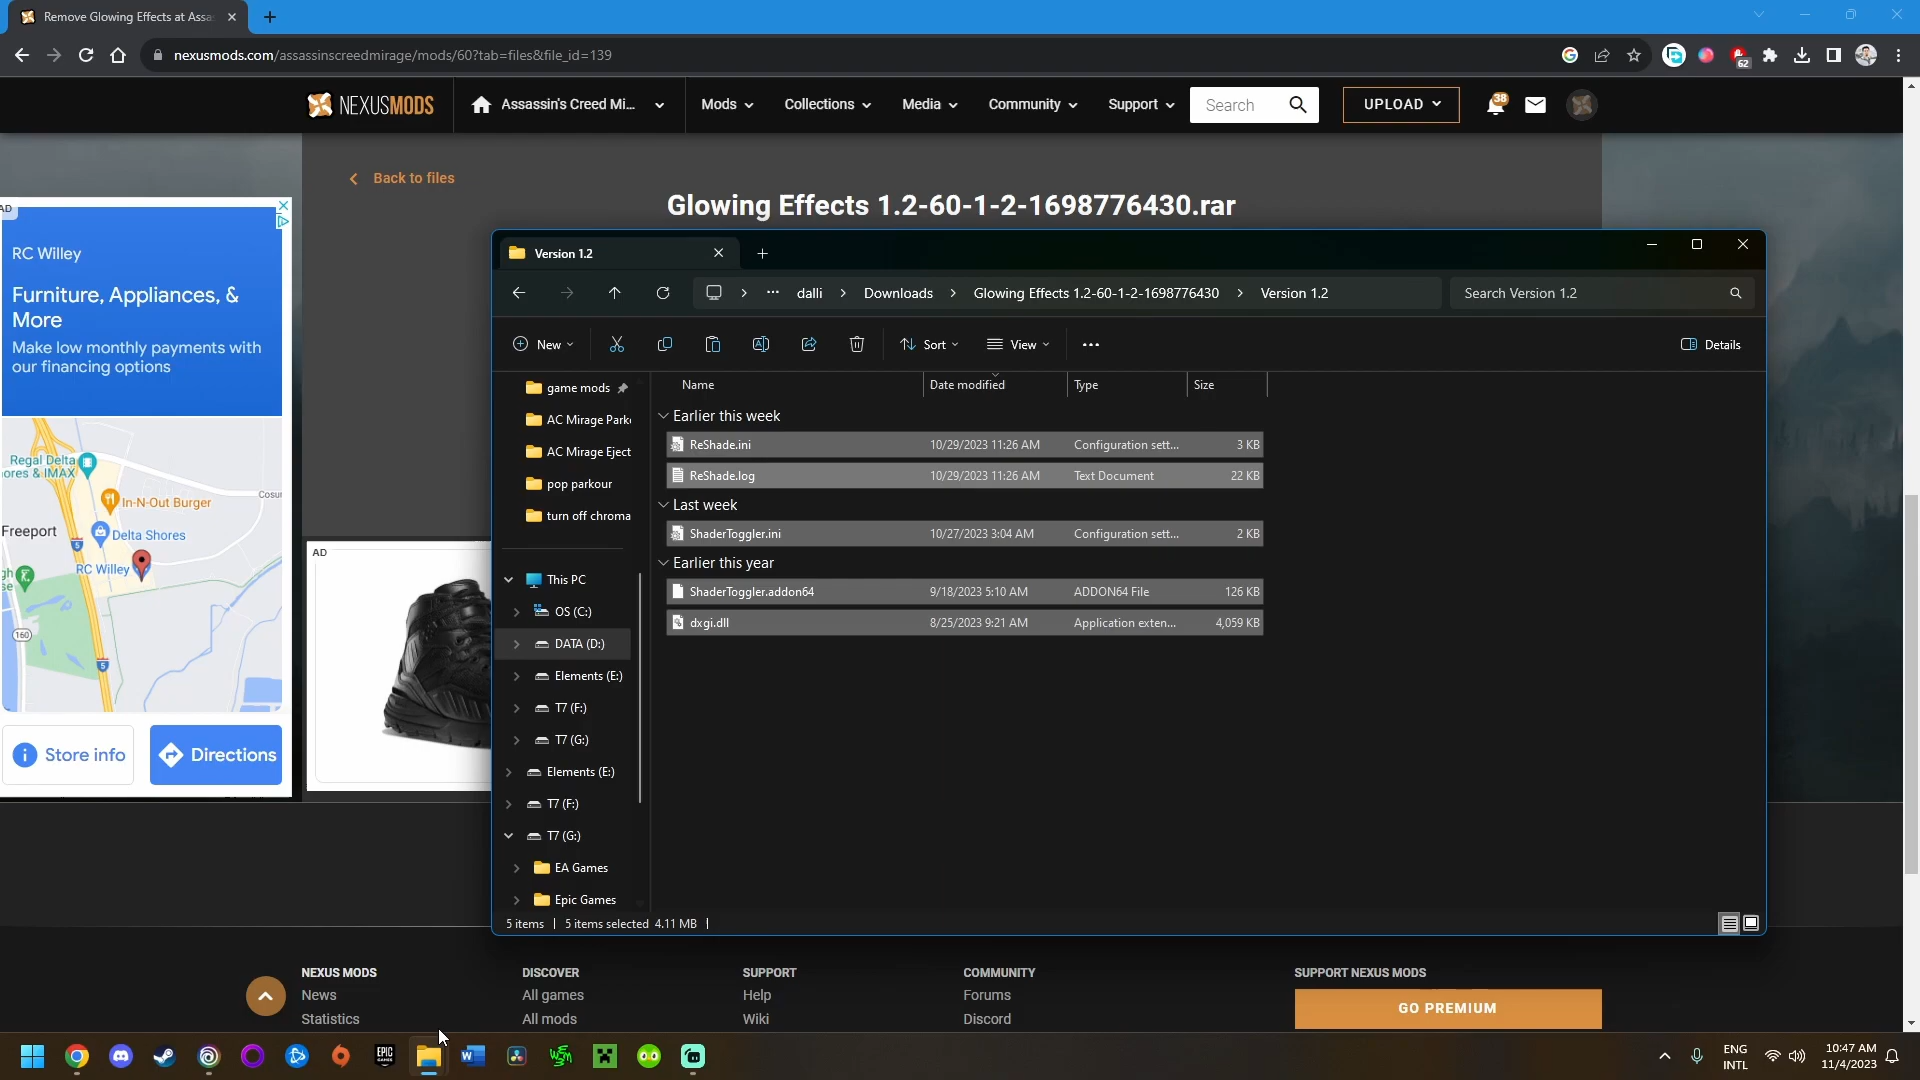 Remove Glowing Effects at Assa
nexusmods.com/assassinscreedmirage/mods/60?tab=files&file_id=139
62
NEXUSMODS
Assassin's Creed Mi...
Mods
Collections
Media
Community
Support
Search
UPLOAD
38
Back to files
Glowing Effects 1.2-60-1-2-1698776430.rar
AD
RC Willey
Furniture, Appliances, &
More
Make low monthly payments with
our financing options
Regal Delta
ores & IMAX
In-N-Out Burger
Freeport
Delta Shores
RC Willey
160
5
5
Store info
Directions
AD
Version 1.2
dalli
Downloads
Glowing Effects 1.2-60-1-2-1698776430
Version 1.2
Search Version 1.2
New
Sort
View
Details
game mods
AC Mirage Park
AC Mirage Eject
pop parkour
turn off chroma
This PC
OS (C:)
DATA (D:)
Elements (E:)
T7 (F:)
T7 (G:)
Elements (E:)
T7 (F:)
T7 (G:)
EA Games
Epic Games
Name Date modified Type Size
Earlier this week
ReShade.ini 10/29/2023 11:26 AM Configuration sett... 3 KB
ReShade.log 10/29/2023 11:26 AM Text Document 22 KB
Last week
ShaderToggler.ini 10/27/2023 3:04 AM Configuration sett... 2 KB
Earlier this year
ShaderToggler.addon64 9/18/2023 5:10 AM ADDON64 File 126 KB
dxgi.dll 8/25/2023 9:21 AM Application exten... 4,059 KB
5 items 5 items selected 4.11 MB
NEXUS MODS
News
Statistics
DISCOVER
All games
All mods
SUPPORT
Help
Wiki
COMMUNITY
Forums
Discord
SUPPORT NEXUS MODS
GO PREMIUM
EPIC
GAMES
W
ENG
INTL
10:47 AM
11/4/2023